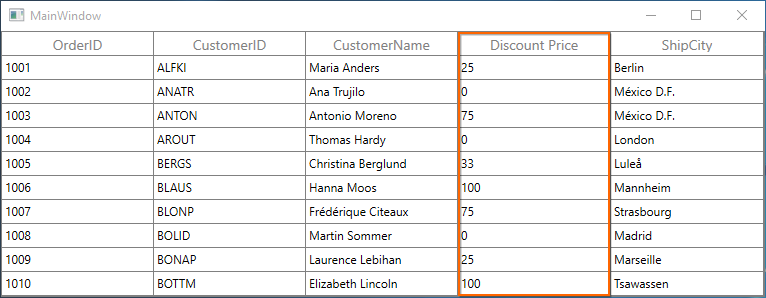 MainWindow
OrderID CustomerID CustomerName Discount Price ShipCity
1001 ALFKI Maria Anders 25 Berlin
1002 ANATR Ana Trujilo 0 México D.F.
1003 ANTON Antonio Moreno 75 México D.F.
1004 AROUT Thomas Hardy 0 London
1005 BERGS Christina Berglund 33 Luleå
1006 BLAUS Hanna Moos 100 Mannheim
1007 BLONP Frédérique Citeaux 75 Strasbourg
1008 BOLID Martin Sommer 0 Madrid
1009 BONAP Laurence Lebihan 25 Marseille
1010 BOTTM Elizabeth Lincoln 100 Tsawassen